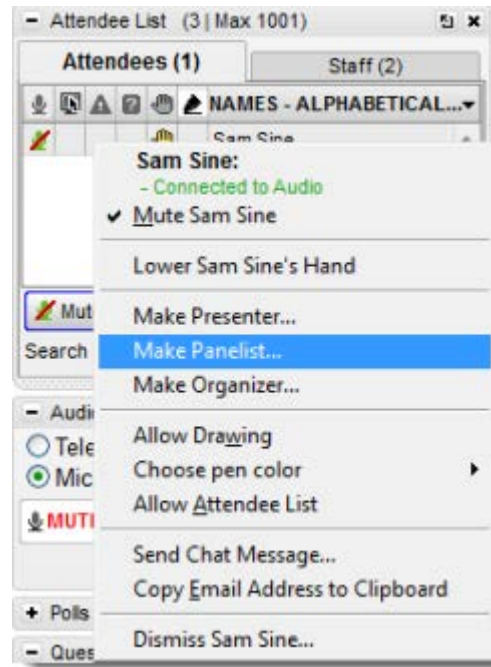 Attendee List (3 | Max 1001)
Attendees (1) Staff (2)
NAMES - ALPHABETICAL...
Sam Sine
Sam Sine:
- Connected to Audio
Mute Sam Sine
Lower Sam Sine's Hand
Mut
Make Presenter...
Search
Make Panelist...
Make Organizer...
Audi
Allow Drawing
Tele
Choose pen color
Mic
Allow Attendee List
MUT
Send Chat Message...
Copy Email Address to Clipboard
Polls
Dismiss Sam Sine...
Ques